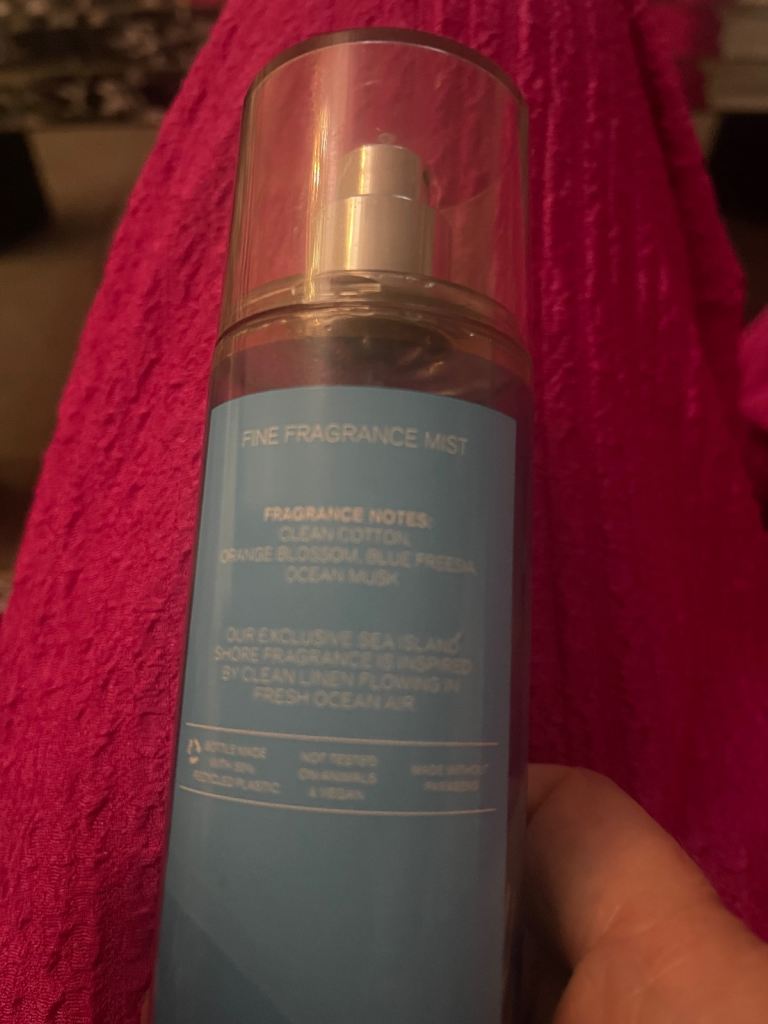 FINE FRAGRANCE MIST
FRAGRANCE NOTES:
CLEAN COTTON,
ORANGE BLOSSOM, BLUE FREESIA,
OCEAN MUSK
OUR EXCLUSIVE SEA ISLAND
SHORE FRAGRANCE IS INSPIRED
BY CLEAN LINEN FLOWING IN
FRESH OCEAN AIR
BOTTLE MADE
WITH 50%
RECYCLED PLASTIC
NOT TESTED
ON ANIMALS
& VEGAN
MADE WITHOUT
PARABENS